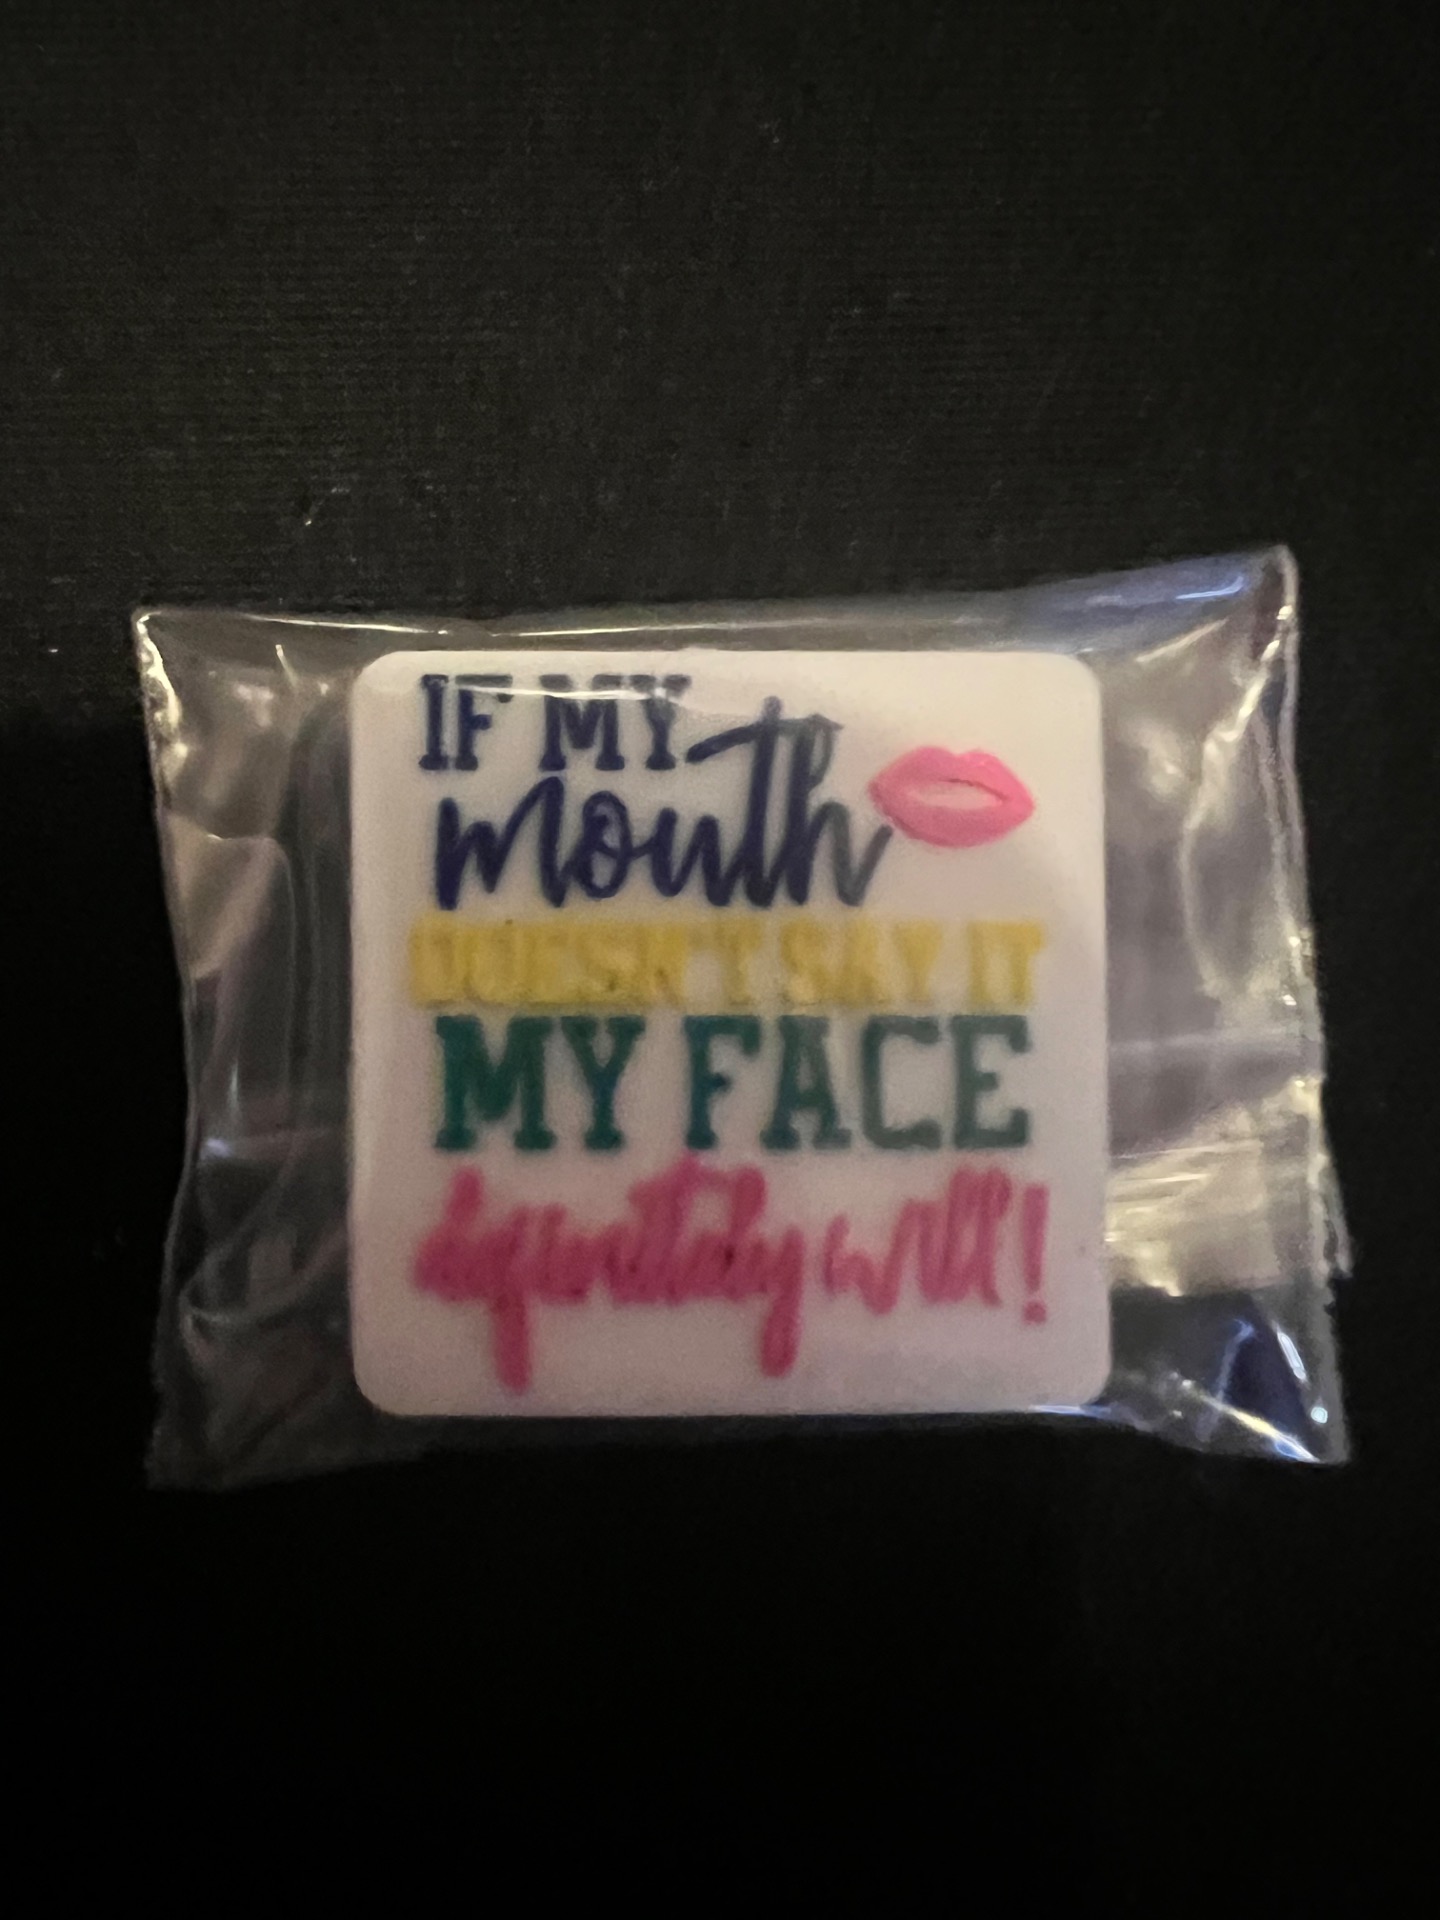 IF MY
mouth
DOESN'T SAY IT
MY FACE
definitely will!